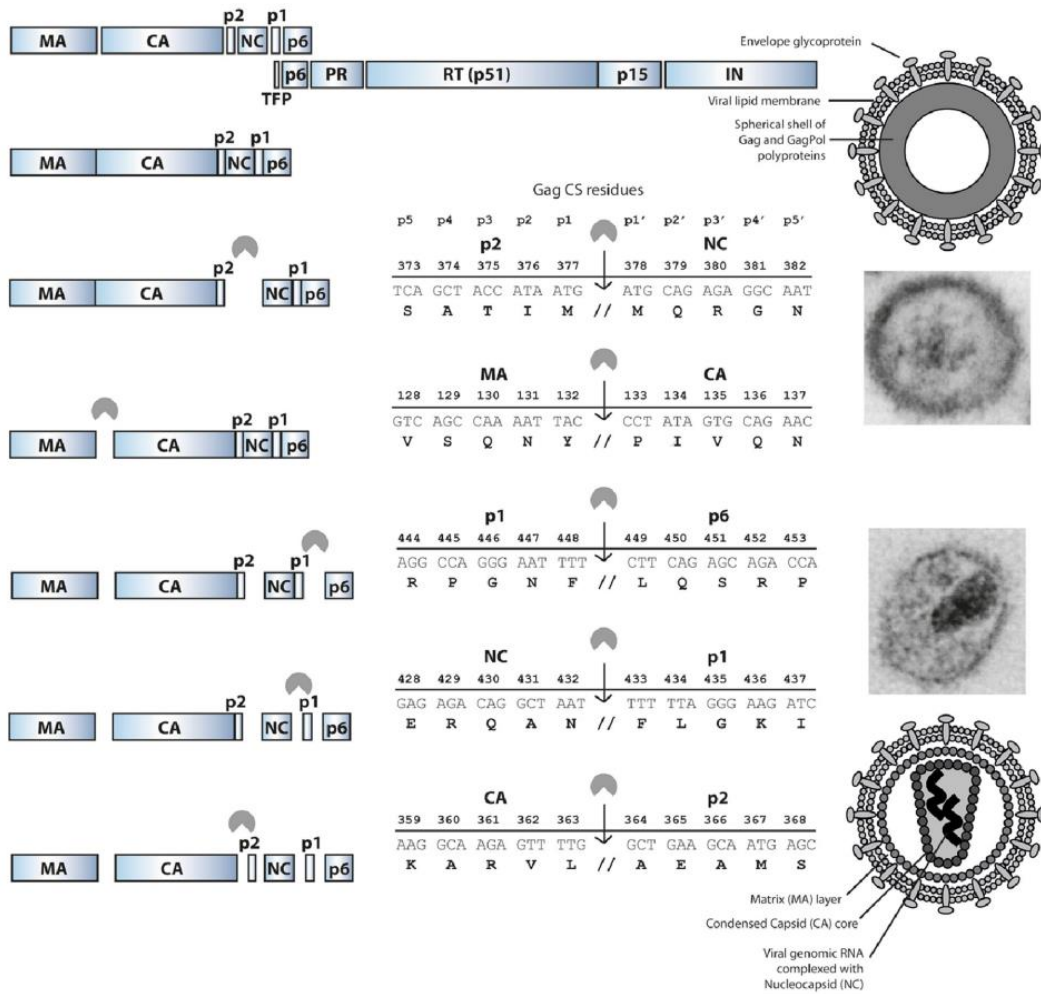 p2 p1
MA CA NC p6
p6 PR RT (p51) p15 IN
TFP
p2 p1
MA CA NC p6
p2 p1
MA CA NC p6
MA CA p2 NC p1 p6
p2 p1
MA CA NC p6
p2 p1
MA CA NC p6
p2 p1
MA CA NC p6
Gag CS residues
p5 p4 p3 p2 p1 p1' p2' p3' p4' p5'
p2 NC
373 374 375 376 377 378 379 380 381 382
TCA GCT ACC ATA ATG ATG CAG AGA GGC AAT
S A T I M // M Q R G N
MA CA
128 129 130 131 132 133 134 135 136 137
GTC AGC CAA AAT TAC CCT ATA GTG CAG AAC
V S Q N Y // P I V Q N
p1 p6
444 445 446 447 448 449 450 451 452 453
AGG CCA GGG AAT TTT CTT CAG AGC AGA CCA
R P G N F // L Q S R P
NC p1
428 429 430 431 432 433 434 435 436 437
GAG AGA CAG GCT AAT TTT TTA GGG AAG ATC
E R Q A N // F L G K I
CA p2
359 360 361 362 363 364 365 366 367 368
AAG GCA AGA GTT TTG GCT GAA GCA ATG AGC
K A R V L // A E A M S
Envelope glycoprotein
Viral lipid membrane
Spherical shell of
Gag and GagPol
polyproteins
Matrix (MA) layer
Condensed Capsid (CA) core
Viral genomic RNA
complexed with
Nucleocapsid (NC)